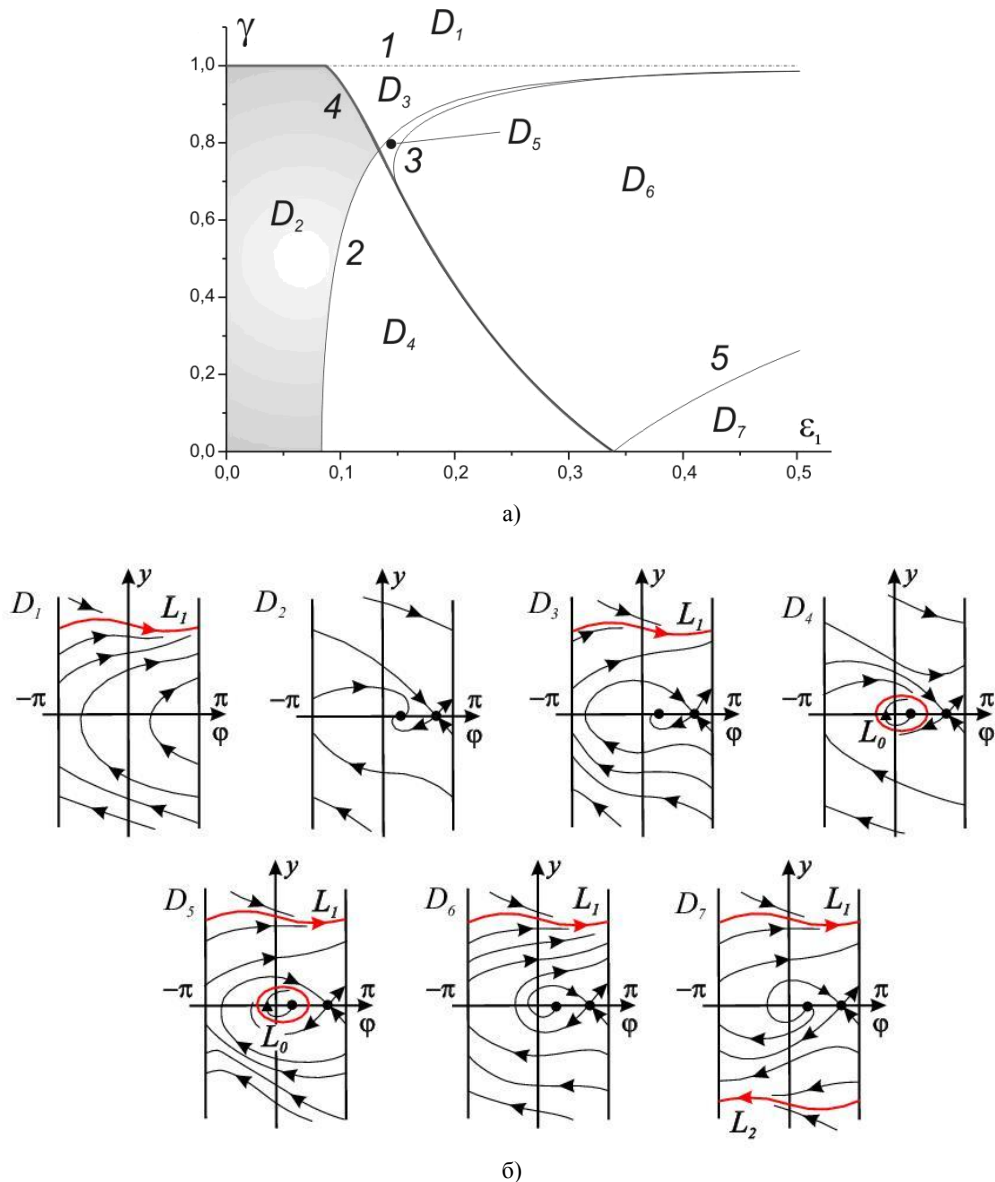 γ
1
D1
1,0
4
D3
0,8
D5
3
D6
D2
0,6
2
0,4
D4
5
0,2
D7
ε1
0,0
0,0 0,1 0,2 0,3 0,4 0,5
а)
D1 y L1 −π π φ
D2 y −π π φ
D3 y L1 −π π φ
D4 y −π π φ L0
D5 y L1 −π π φ L0
D6 y L1 −π π φ
D7 y L1 −π π φ L2
б)